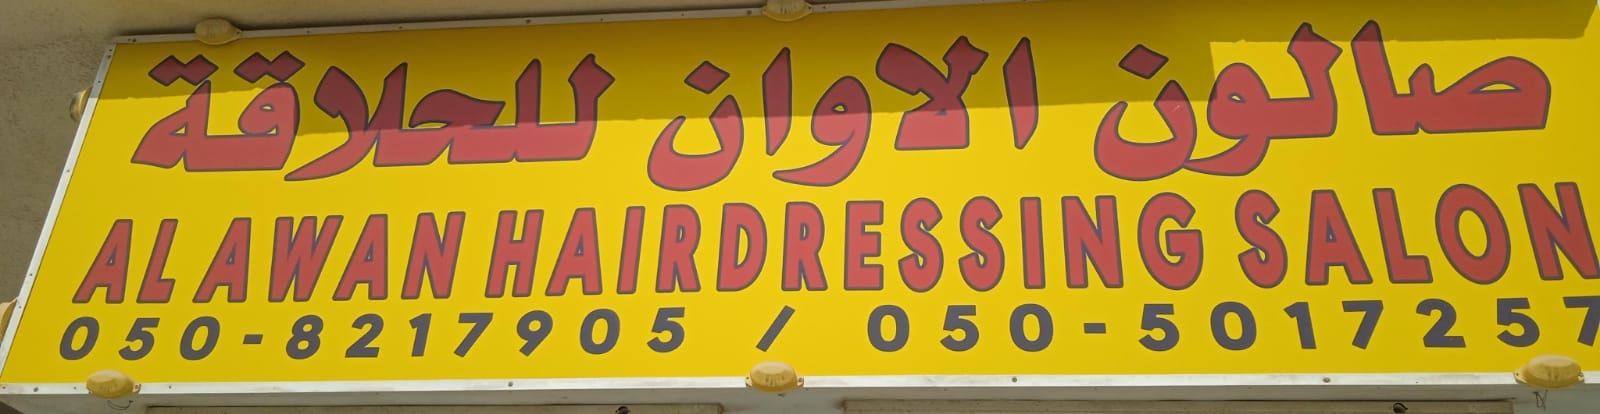 صالون الاوان للحلاقة
AL AWAN HAIRDRESSING SALON
050-8217905 / 050-5017257